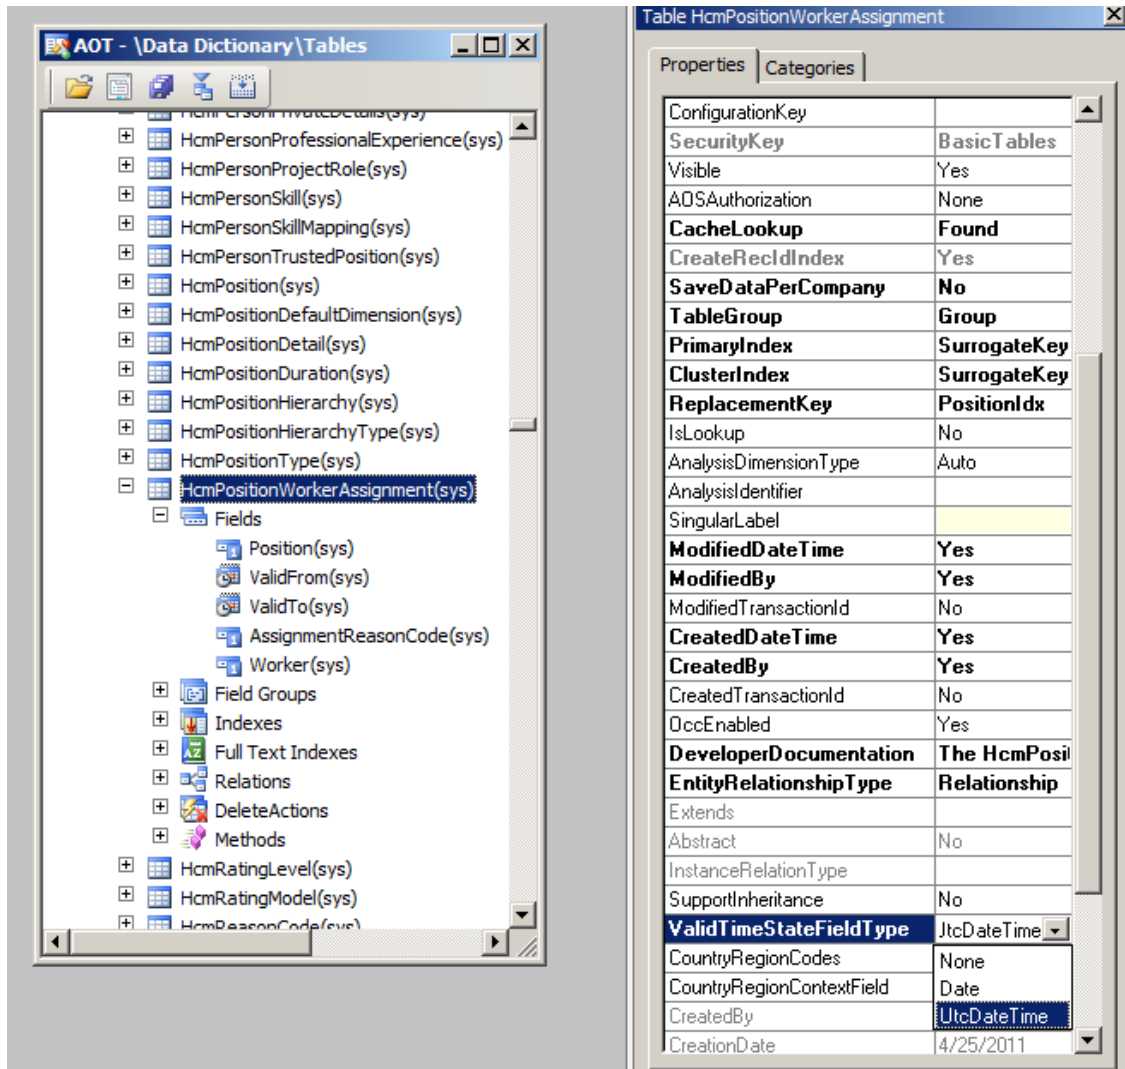 AOT - \Data Dictionary\Tables
HcmPersonPrivateDetails(sys)
HcmPersonProfessionalExperience(sys)
HcmPersonProjectRole(sys)
HcmPersonSkill(sys)
HcmPersonSkillMapping(sys)
HcmPersonTrustedPosition(sys)
HcmPosition(sys)
HcmPositionDefaultDimension(sys)
HcmPositionDetail(sys)
HcmPositionDuration(sys)
HcmPositionHierarchy(sys)
HcmPositionHierarchyType(sys)
HcmPositionType(sys)
HcmPositionWorkerAssignment(sys)
Fields
Position(sys)
ValidFrom(sys)
ValidTo(sys)
AssignmentReasonCode(sys)
Worker(sys)
Field Groups
Indexes
Full Text Indexes
Relations
DeleteActions
Methods
HcmRatingLevel(sys)
HcmRatingModel(sys)
HcmReasonCode(sys)
Table HcmPositionWorkerAssignment
Properties Categories
ConfigurationKey
SecurityKey BasicTables
Visible Yes
AOSAuthorization None
CacheLookup Found
CreateRecIdIndex Yes
SaveDataPerCompany No
TableGroup Group
PrimaryIndex SurrogateKey
ClusterIndex SurrogateKey
ReplacementKey PositionIdx
IsLookup No
AnalysisDimensionType Auto
AnalysisIdentifier
SingularLabel
ModifiedDateTime Yes
ModifiedBy Yes
ModifiedTransactionId No
CreatedDateTime Yes
CreatedBy Yes
CreatedTransactionId No
OccEnabled Yes
DeveloperDocumentation The HcmPosi
EntityRelationshipType Relationship
Extends
Abstract No
InstanceRelationType
SupportInheritance No
ValidTimeStateFieldType UtcDateTime
CountryRegionCodes None
CountryRegionContextField Date
CreatedBy UtcDateTime
CreationDate 4/25/2011